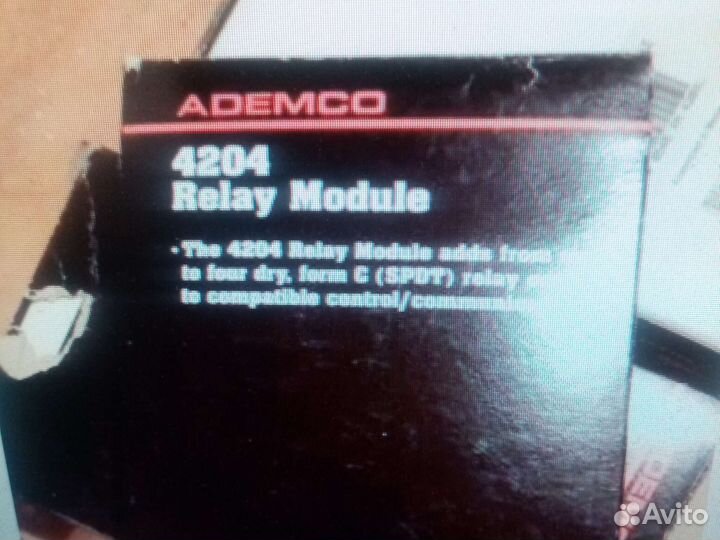 ADEMCO
4204
Relay Module
• The 4204 Relay Module adds from
to four dry, form C (SPDT) relay
to compatible control/
Avito